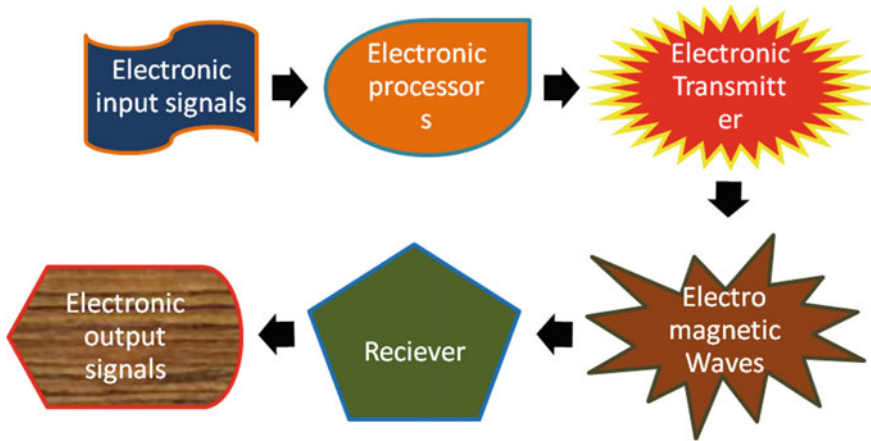 Electronic
input signals
Electronic
processor
s
Electronic
Transmitt
er
Electro
magnetic
Waves
Reciever
Electronic
output
signals